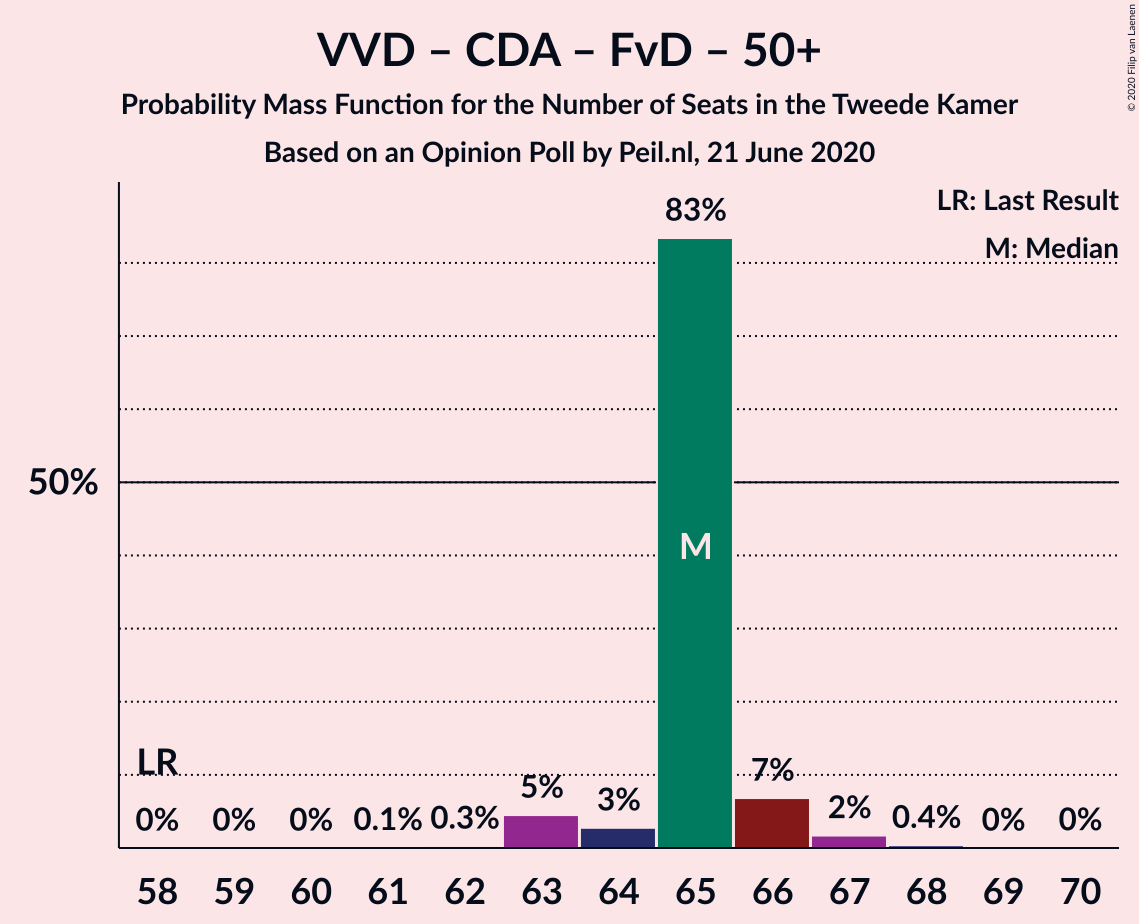 VVD – CDA – FvD – 50+
Probability Mass Function for the Number of Seats in the Tweede Kamer
Based on an Opinion Poll by Peil.nl, 21 June 2020
© 2020 Filip van Laenen
LR: Last Result
M: Median
83%
50%
M
LR
0% 0% 0% 0.1% 0.3% 5% 3% 7% 2% 0.4% 0% 0%
58 59 60 61 62 63 64 65 66 67 68 69 70